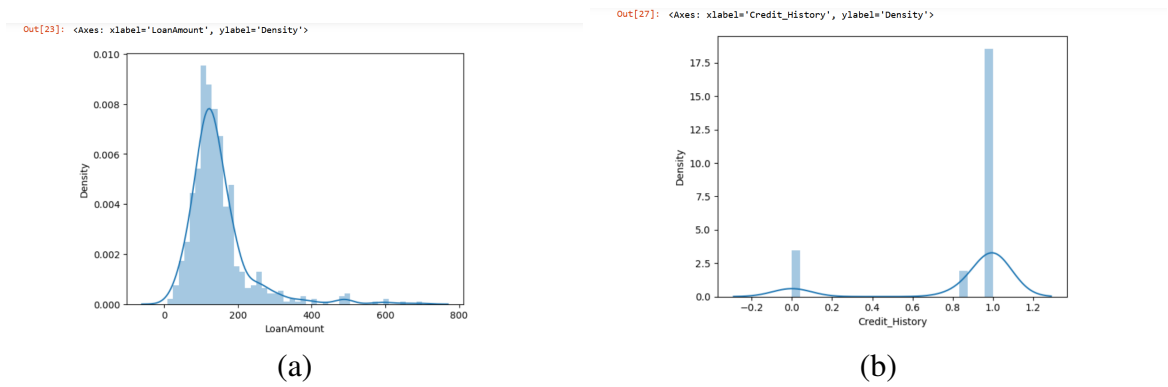 Out[23]: <Axes: xlabel='LoanAmount', ylabel='Density'>
0.010
0.008
0.006
0.004
0.002
0.000
Density
0 200 400 600 800
LoanAmount
(a)
Out[27]: <Axes: xlabel='Credit_History', ylabel='Density'>
17.5
15.0
12.5
10.0
7.5
5.0
2.5
0.0
Density
−0.2 0.0 0.2 0.4 0.6 0.8 1.0 1.2
Credit_History
(b)